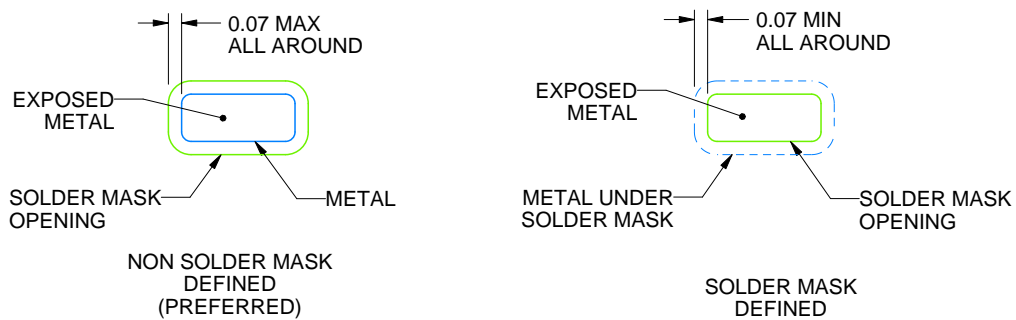 0.07 MAX
ALL AROUND
EXPOSED
METAL
SOLDER MASK
OPENING
METAL
NON SOLDER MASK
DEFINED
(PREFERRED)
0.07 MIN
ALL AROUND
EXPOSED
METAL
METAL UNDER
SOLDER MASK
SOLDER MASK
OPENING
SOLDER MASK
DEFINED